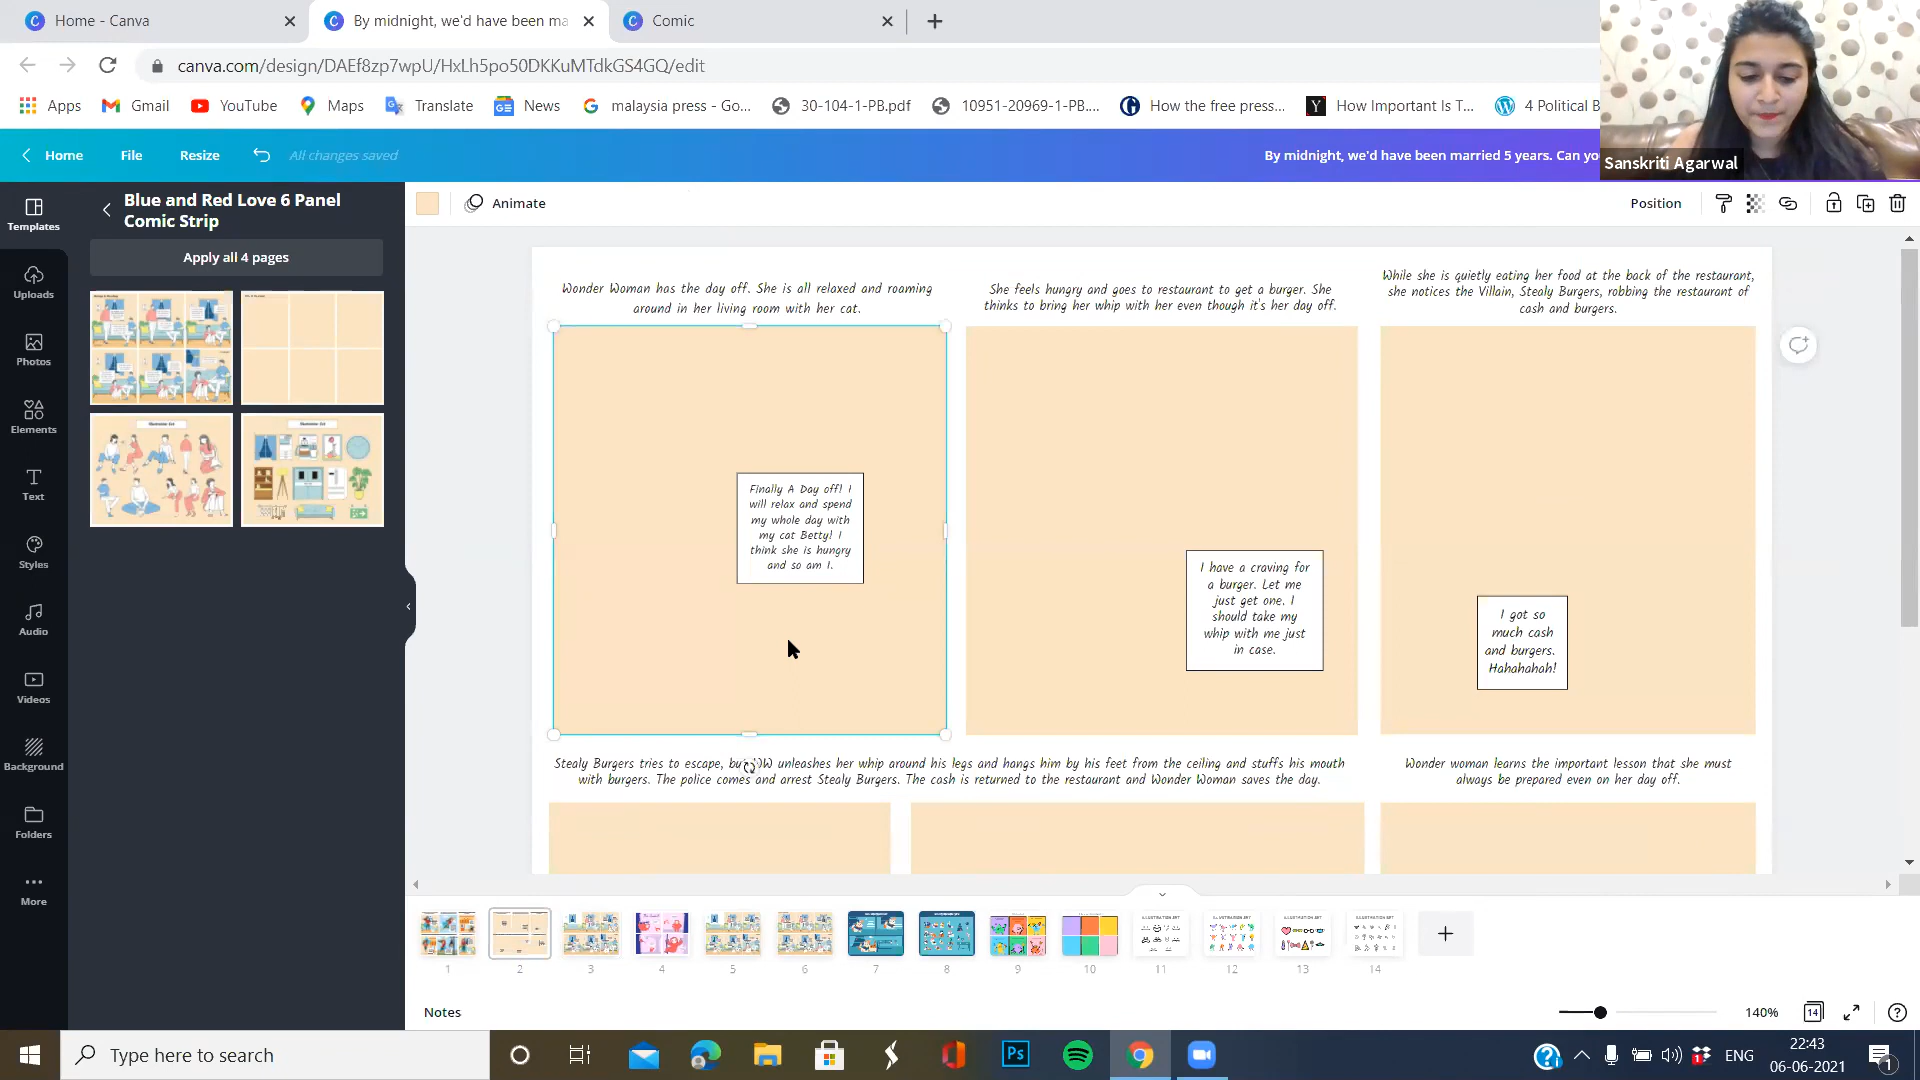 Home - Canva
By midnight, we'd have been ma
Comic
canva.com/design/DAEf8zp7wpU/HxLh5po50DKKuMTdkGS4GQ/edit
Apps
Gmail
YouTube
Maps
Translate
News
malaysia press - Go...
30-104-1-PB.pdf
10951-20969-1-PB....
How the free press...
How Important Is T...
4 Political B
Home
File
Resize
All changes saved
By midnight, we'd have been married 5 years. Can yo
Sanskriti Agarwal
Templates
Uploads
Photos
Elements
Text
Styles
Audio
Videos
Background
Folders
More
Blue and Red Love 6 Panel
Comic Strip
Apply all 4 pages
Animate
Position
Wonder Woman has the day off. She is all relaxed and roaming
around in her living room with her cat.
She feels hungry and goes to restaurant to get a burger. She
thinks to bring her whip with her even though it's her day off.
While she is quietly eating her food at the back of the restaurant,
she notices the Villain, Stealy Burgers, robbing the restaurant of
cash and burgers.
Finally A Day off! I
will relax and spend
my whole day with
my cat Betty! I
think she is hungry
and so am I.
I have a craving for
a burger. Let me
just get one. I
should take my
whip with me just
in case.
I got so
much cash
and burgers.
Hahahahah!
Stealy Burgers tries to escape, but WW unleashes her whip around his legs and hangs him by his feet from the ceiling and stuffs his mouth
with burgers. The police comes and arrest Stealy Burgers. The cash is returned to the restaurant and Wonder Woman saves the day.
Wonder woman learns the important lesson that she must
always be prepared even on her day off.
1
2
3
4
5
6
7
8
9
10
11
12
13
14
ILLUSTRATION SET
ILLUSTRATION SET
ILLUSTRATION SET
ILLUSTRATION SET
Notes
140%
14
Type here to search
Ps
ENG
22:43
06-06-2021
1